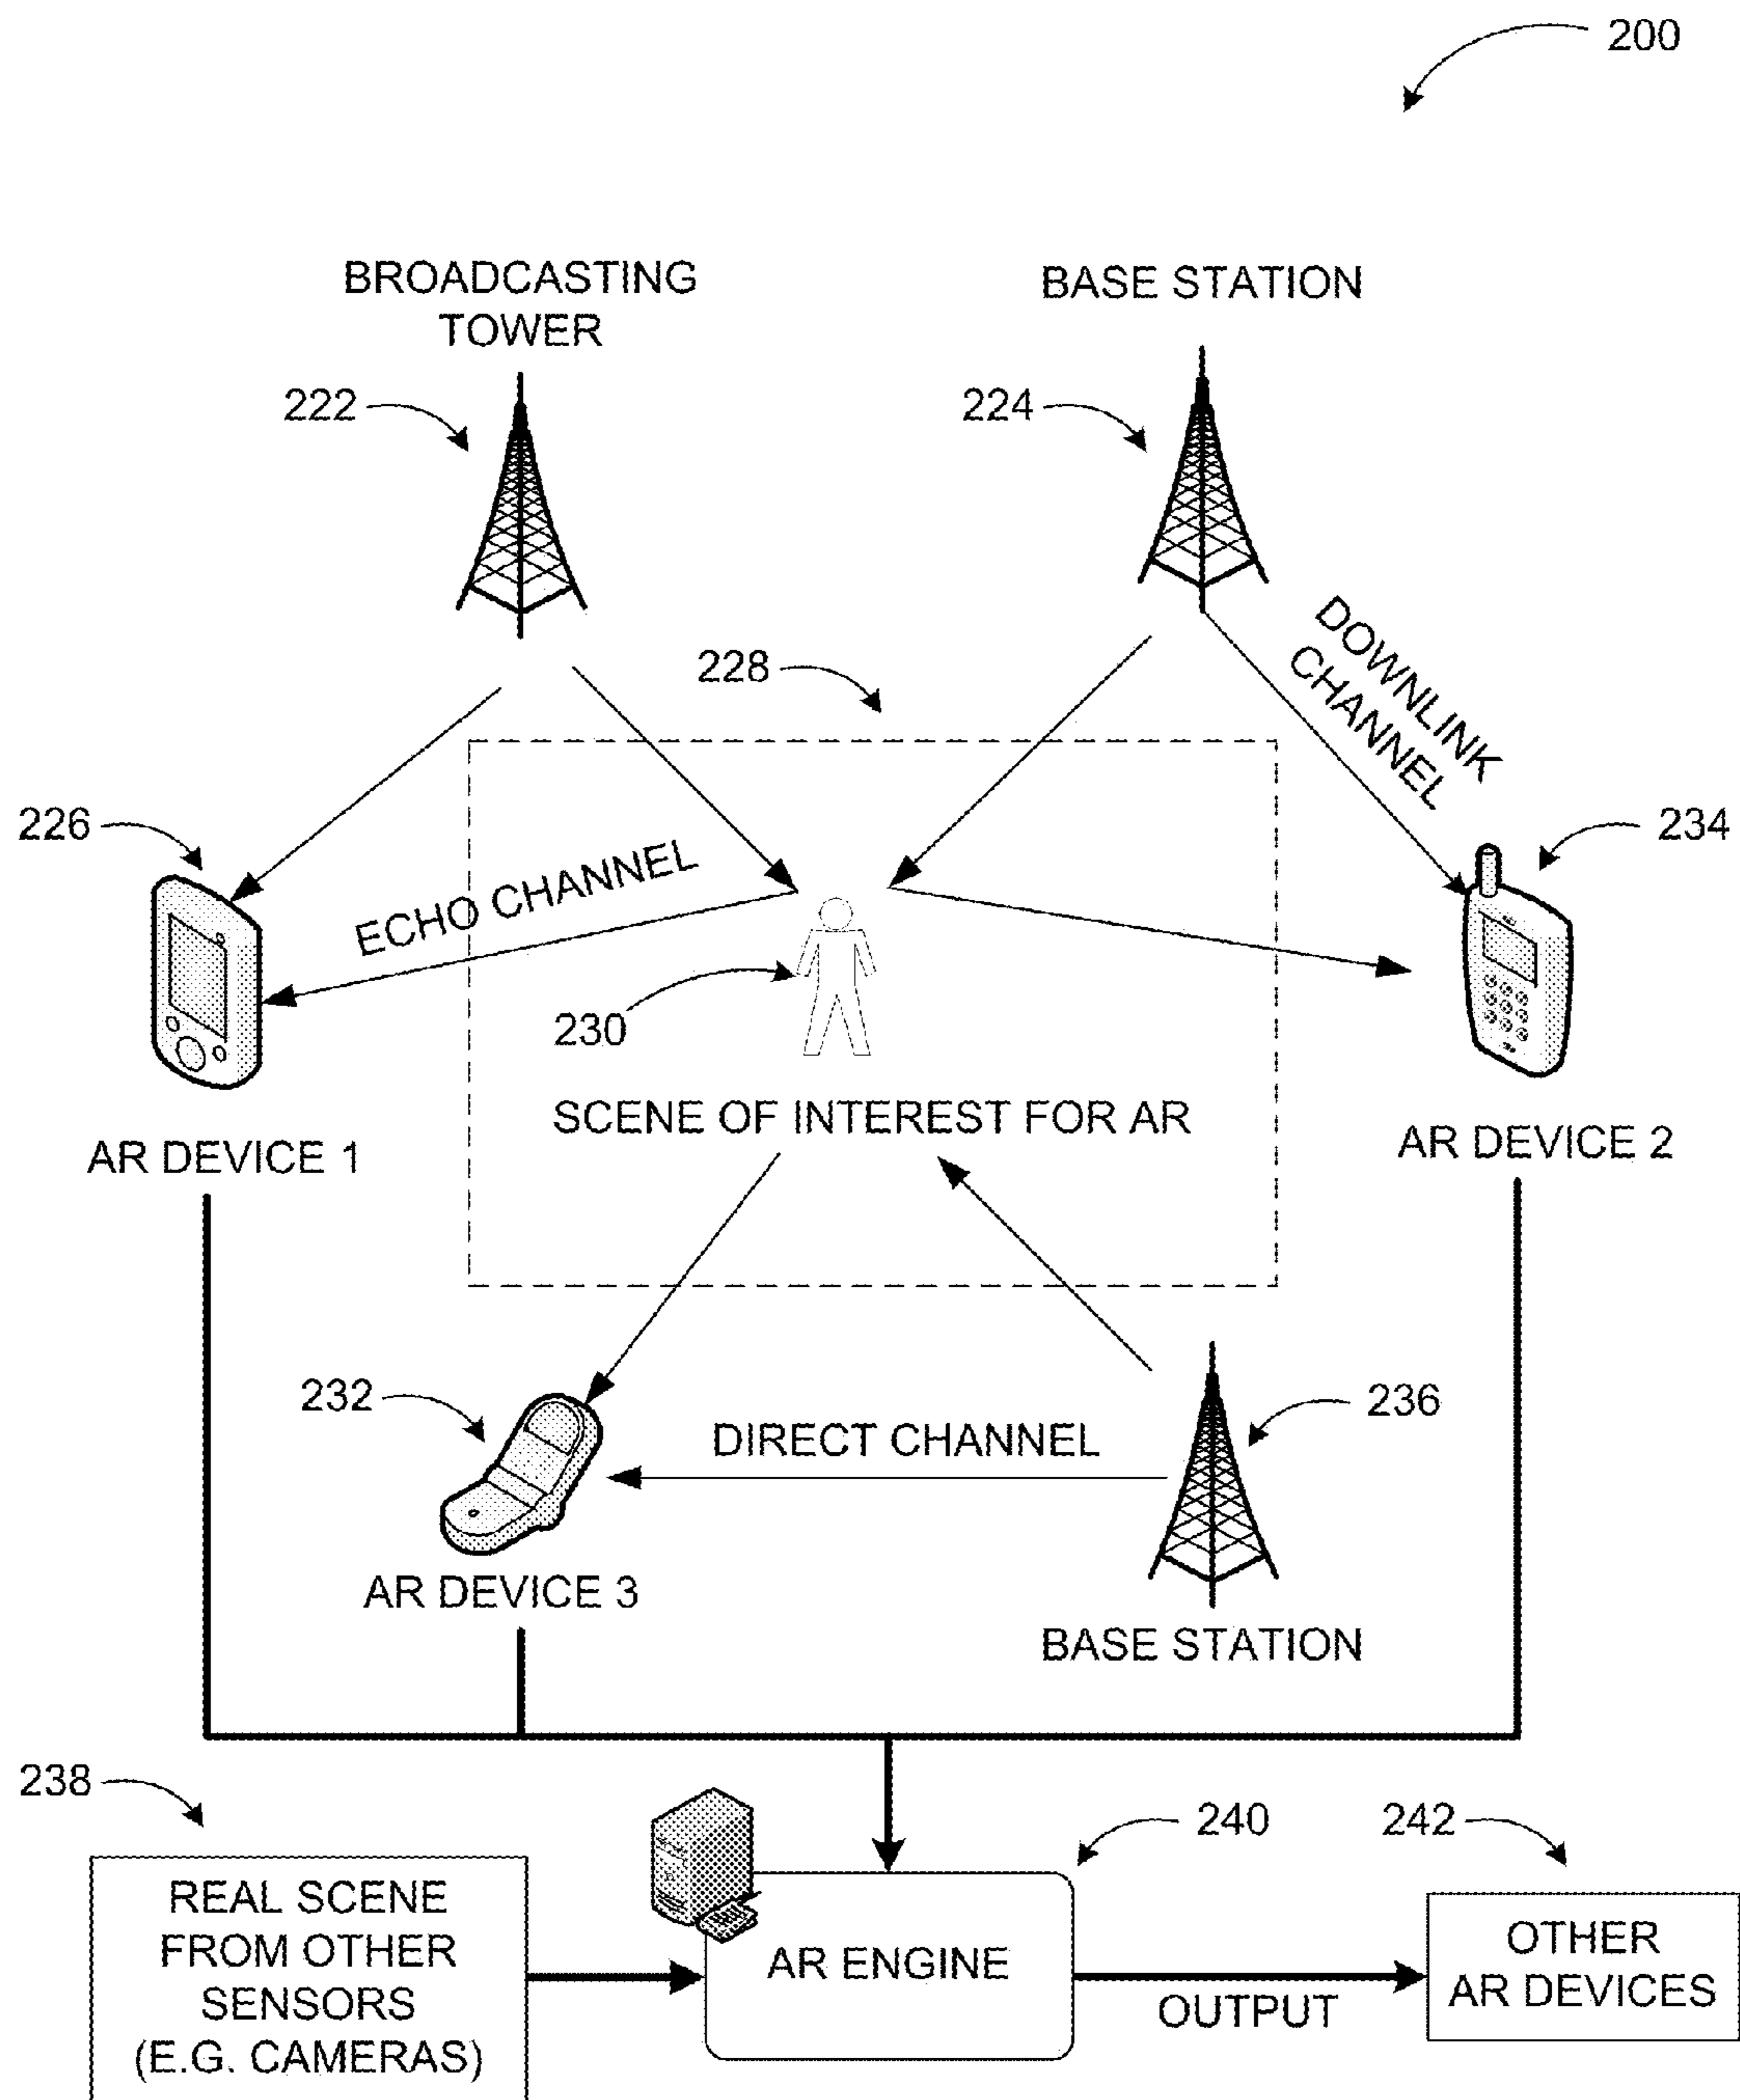 200
BROADCASTING
TOWER
BASE STATION
222
224
DOWNLINK
CHANNEL
228
226
234
ECHO CHANNEL
230
SCENE OF INTEREST FOR AR
AR DEVICE 1
AR DEVICE 2
232
236
DIRECT CHANNEL
AR DEVICE 3
BASE STATION
238
240
242
REAL SCENE
FROM OTHER
SENSORS
(E.G. CAMERAS)
AR ENGINE
OUTPUT
OTHER
AR DEVICES